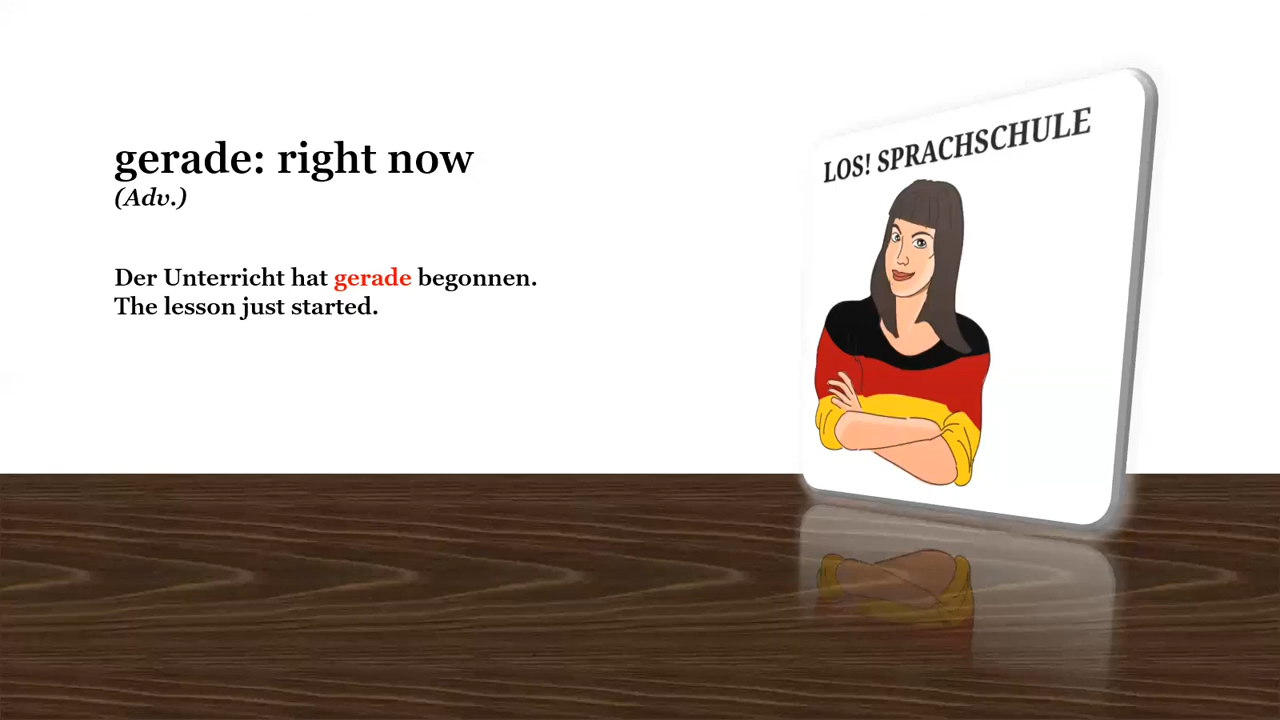 gerade: right now
(Adv.)
Der Unterricht hat gerade begonnen.
The lesson just started.
LOS! SPRACHSCHULE